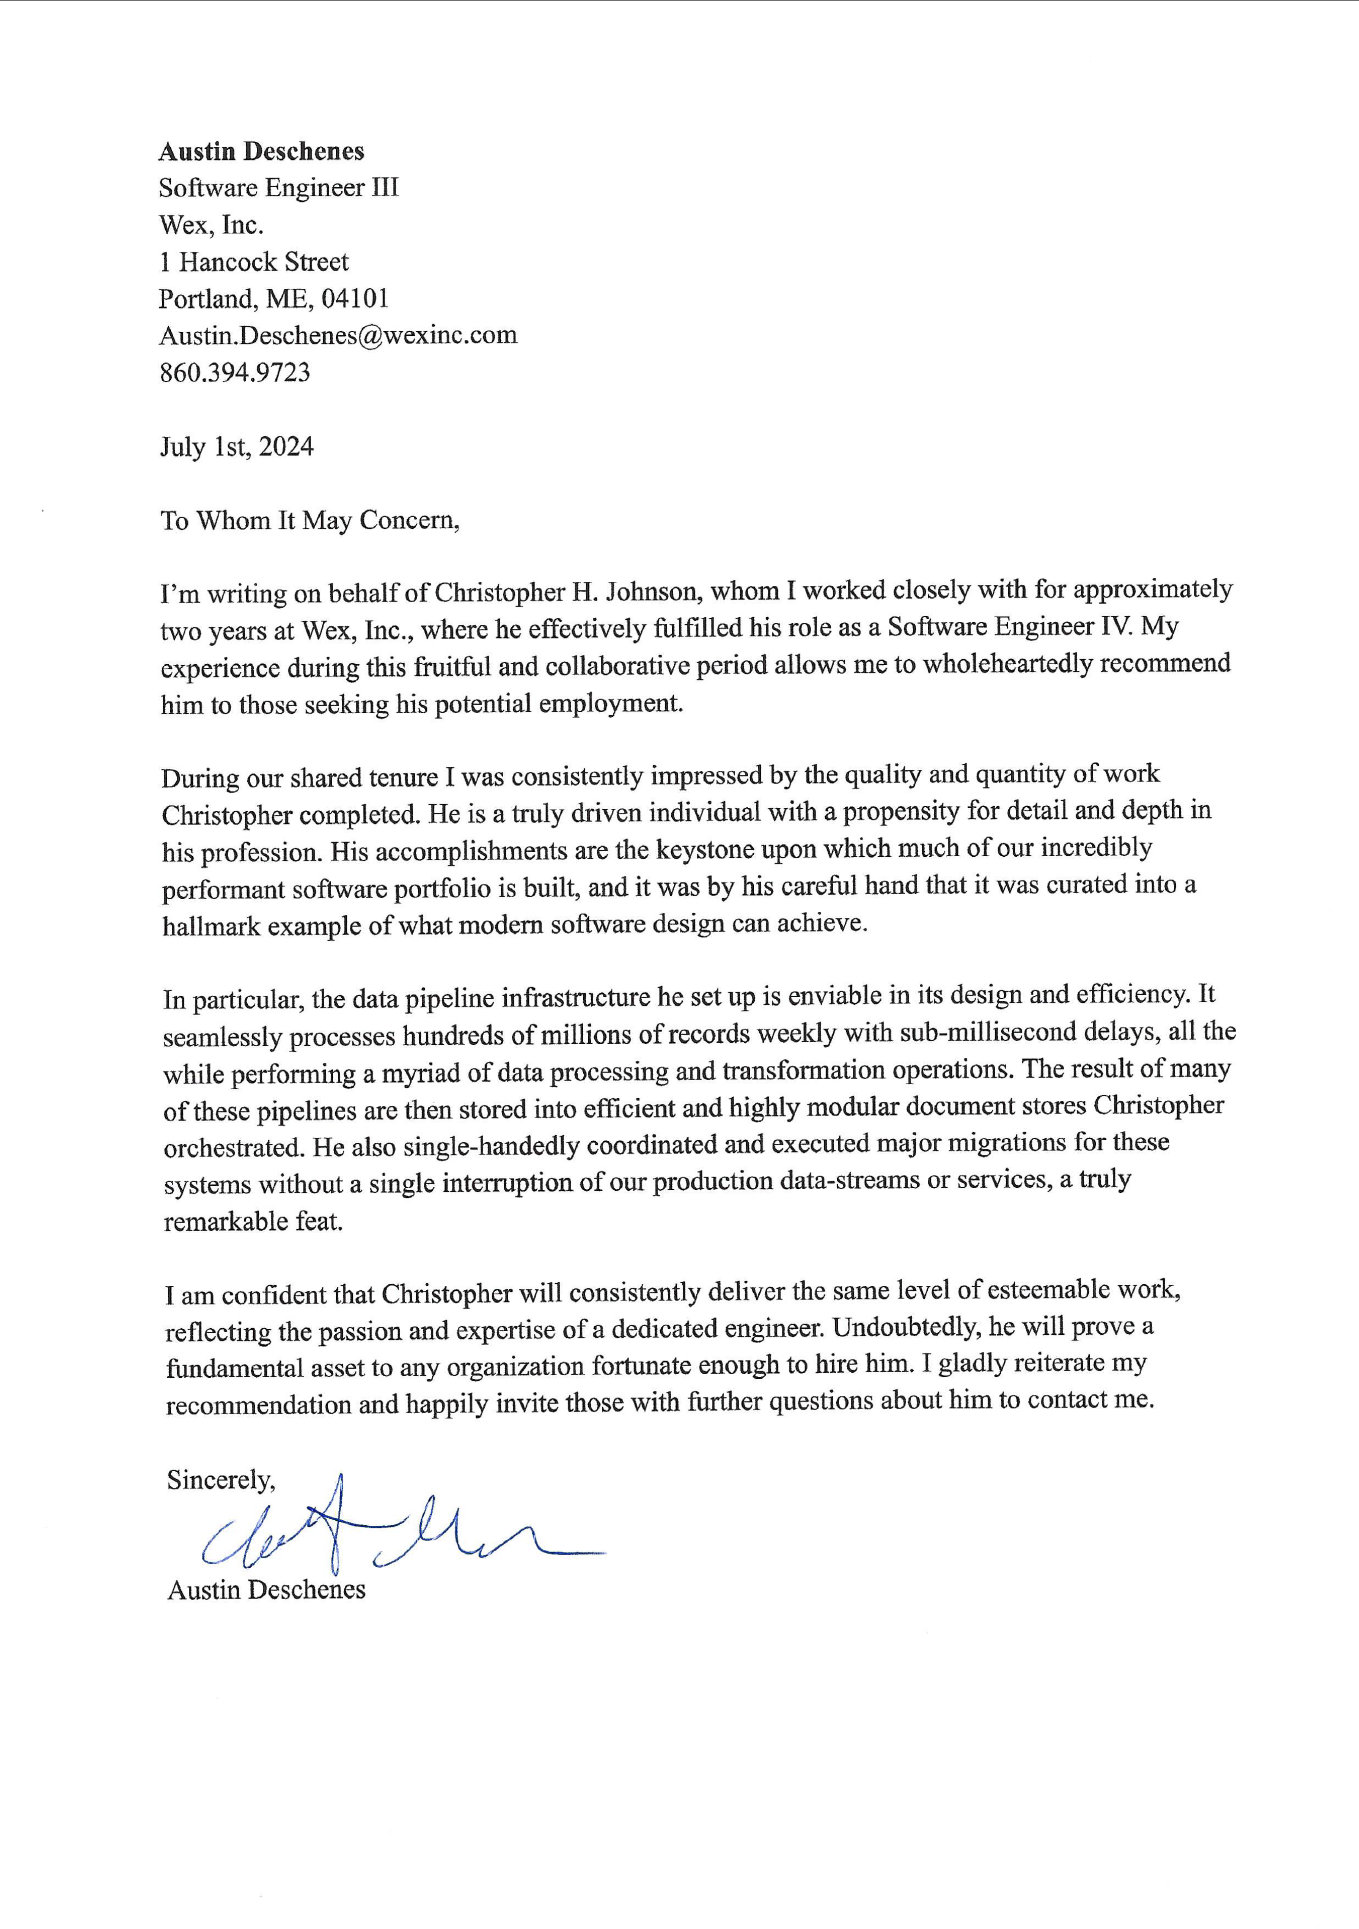 Austin Deschenes
Software Engineer III
Wex, Inc.
1 Hancock Street
Portland, ME, 04101
Austin.Deschenes@wexinc.com
860.394.9723
July 1st, 2024
To Whom It May Concern,
I'm writing on behalf of Christopher H. Johnson, whom I worked closely with for approximately
two years at Wex, Inc., where he effectively fulfilled his role as a Software Engineer IV. My
experience during this fruitful and collaborative period allows me to wholeheartedly recommend
him to those seeking his potential employment.
During our shared tenure I was consistently impressed by the quality and quantity of work
Christopher completed. He is a truly driven individual with a propensity for detail and depth in
his profession. His accomplishments are the keystone upon which much of our incredibly
performant software portfolio is built, and it was by his careful hand that it was curated into a
hallmark example of what modern software design can achieve.
In particular, the data pipeline infrastructure he set up is enviable in its design and efficiency. It
seamlessly processes hundreds of millions of records weekly with sub-millisecond delays, all the
while performing a myriad of data processing and transformation operations. The result of many
of these pipelines are then stored into efficient and highly modular document stores Christopher
orchestrated. He also single-handedly coordinated and executed major migrations for these
systems without a single interruption of our production data-streams or services, a truly
remarkable feat.
I am confident that Christopher will consistently deliver the same level of esteemable work,
reflecting the passion and expertise of a dedicated engineer. Undoubtedly, he will prove a
fundamental asset to any organization fortunate enough to hire him. I gladly reiterate my
recommendation and happily invite those with further questions about him to contact me.
Sincerely,
Austin Deschenes